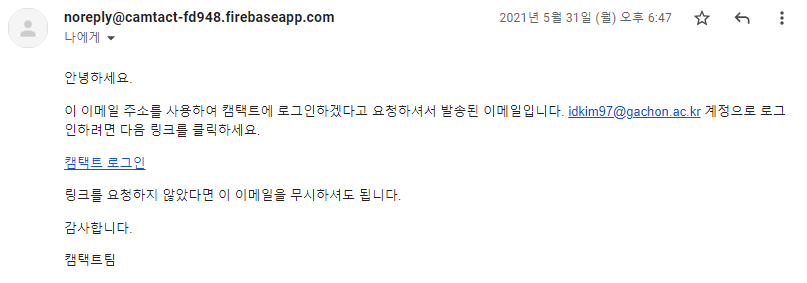 noreply@camtact-fd948.firebaseapp.com
2021년 5월 31일 (월) 오후 6:47
나에게
안녕하세요.
이 이메일 주소를 사용하여 캠택트에 로그인하겠다고 요청하셔서 발송된 이메일입니다. idkim97@gachon.ac.kr 계정으로 로그
인하려면 다음 링크를 클릭하세요.
캠택트 로그인
링크를 요청하지 않았다면 이 이메일을 무시하셔도 됩니다.
감사합니다.
캠택트팀